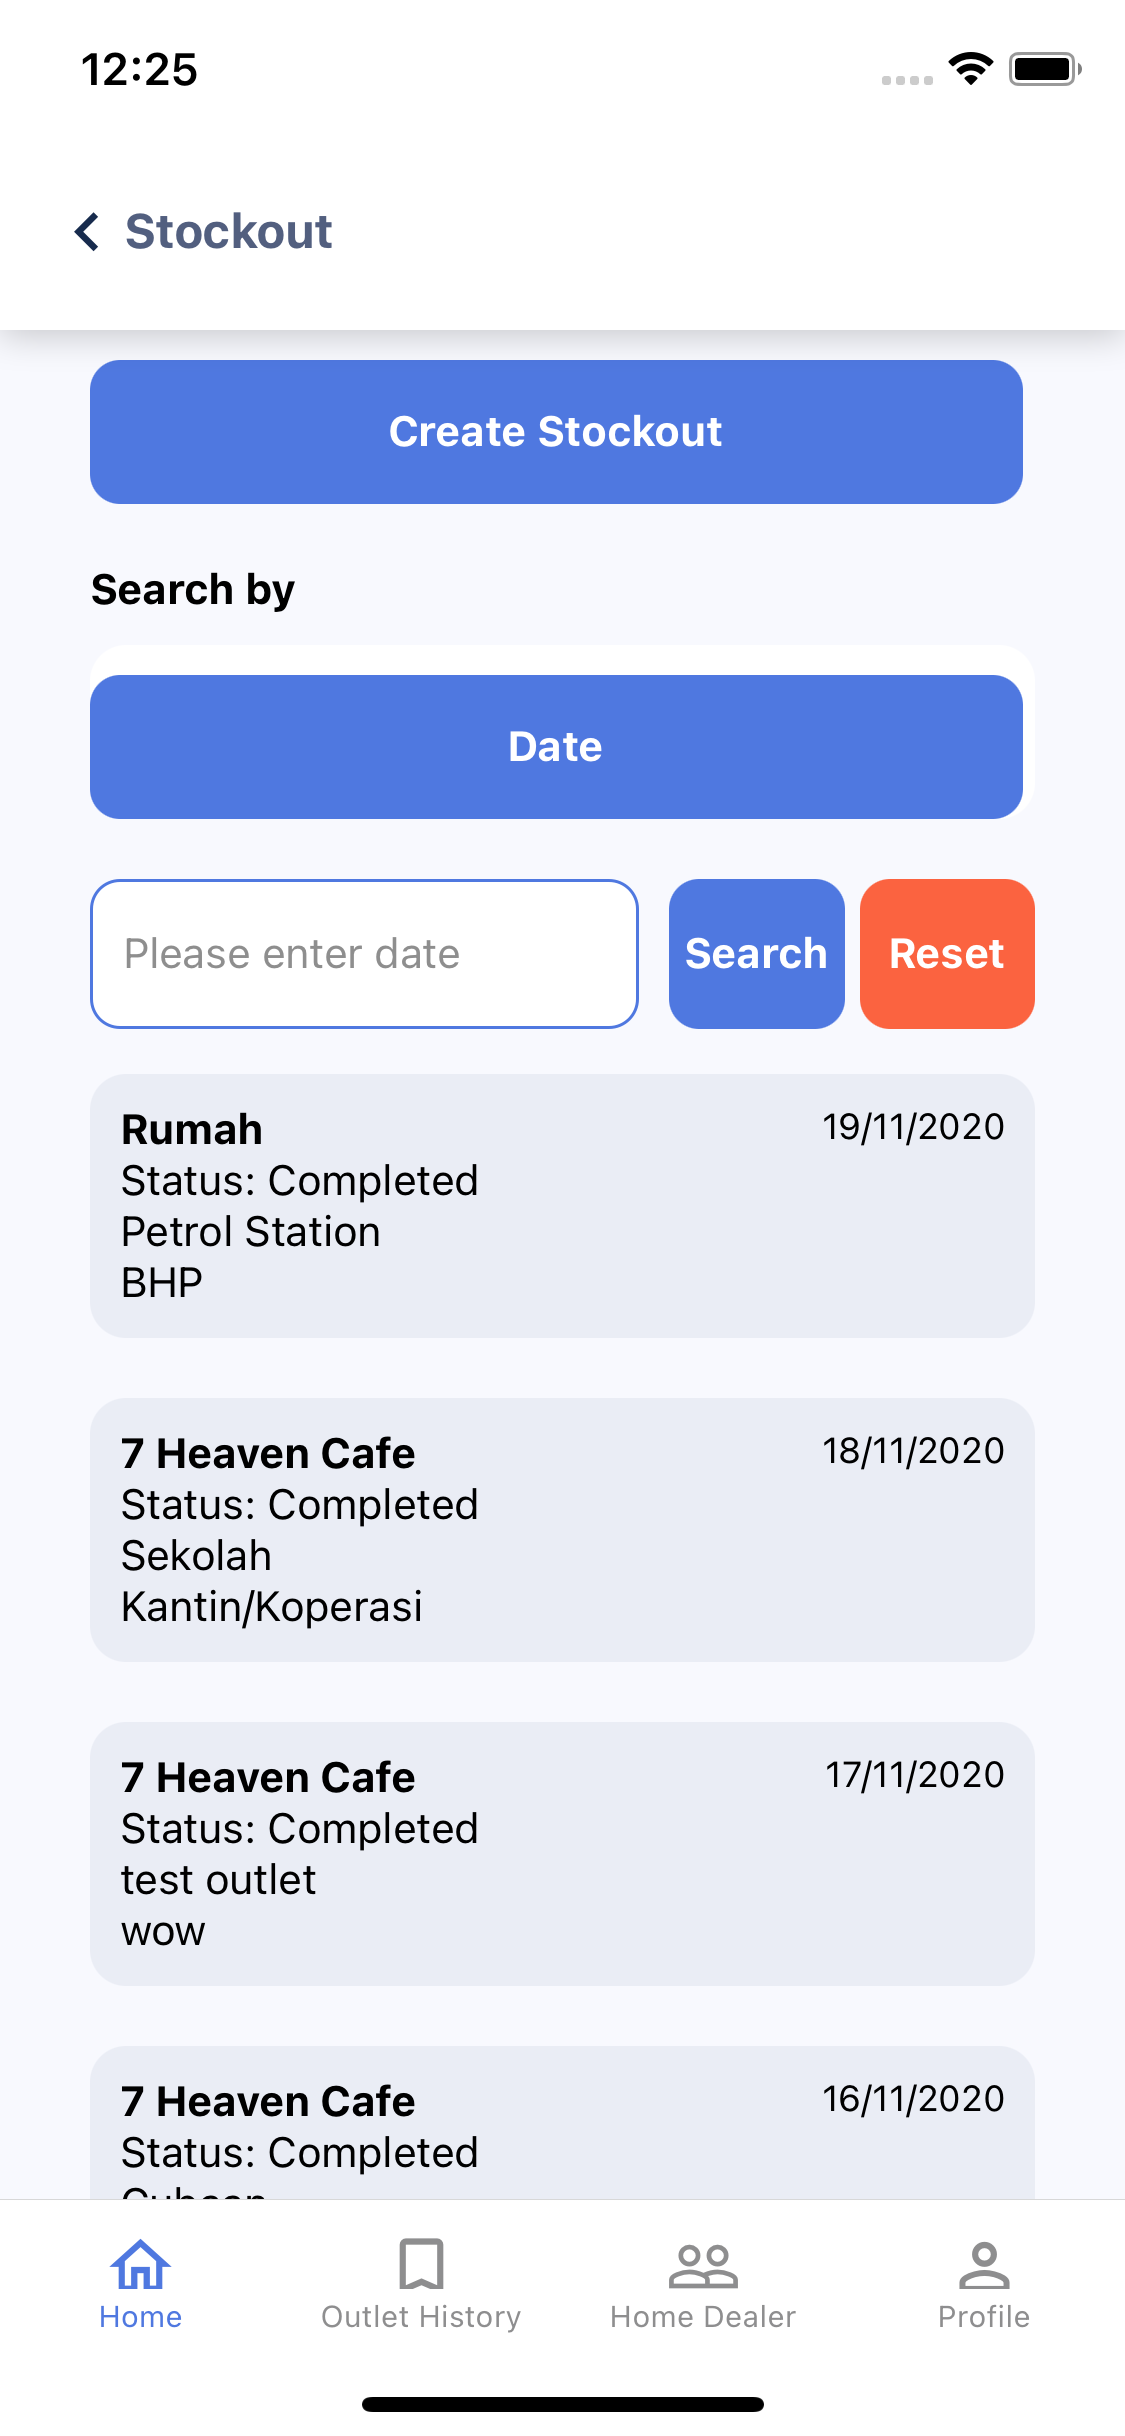 12:25
Stockout
Create Stockout
Search by
Date
Please enter date
Search
Reset
Rumah
19/11/2020
Status: Completed
Petrol Station
BHP
7 Heaven Cafe
18/11/2020
Status: Completed
Sekolah
Kantin/Koperasi
7 Heaven Cafe
17/11/2020
Status: Completed
test outlet
wow
7 Heaven Cafe
16/11/2020
Status: Completed
Home
Outlet History
Home Dealer
Profile